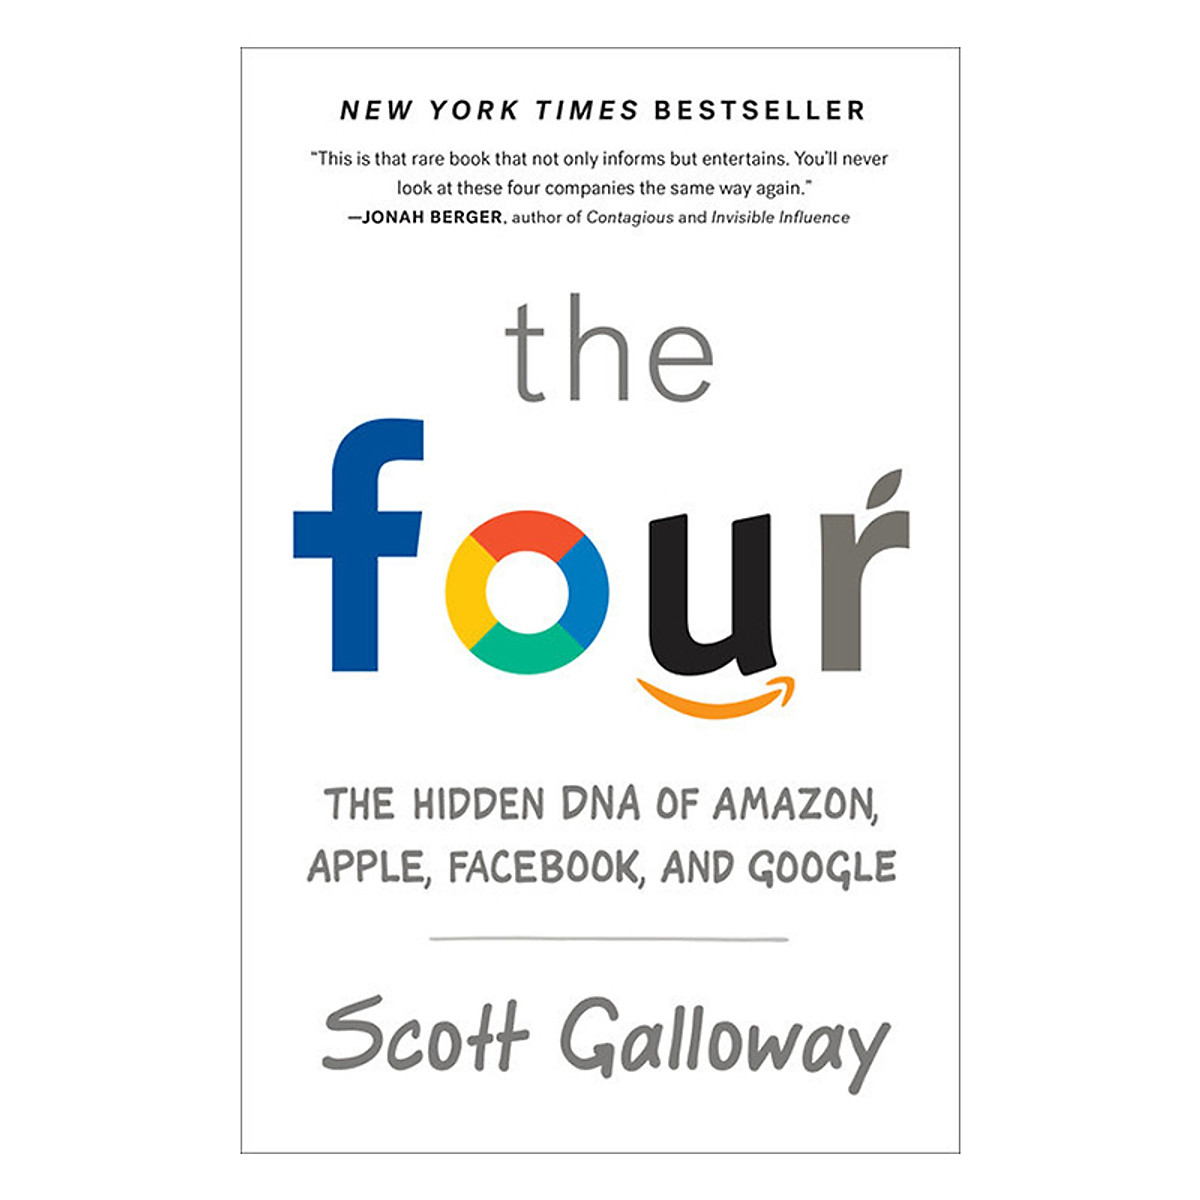 NEW YORK TIMES BESTSELLER
“This is that rare book that not only informs but entertains. You’ll never
look at these four companies the same way again.”
—JONAH BERGER, author of Contagious and Invisible Influence
the
four
THE HIDDEN DNA OF AMAZON,
APPLE, FACEBOOK, AND GOOGLE
Scott Galloway